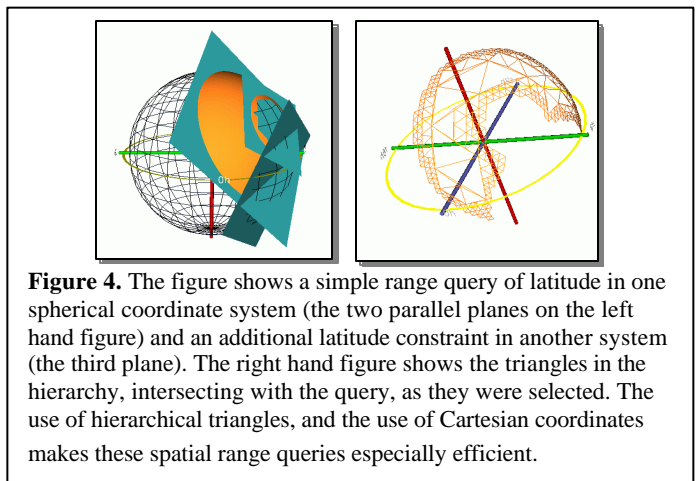 0h
Figure 4. The figure shows a simple range query of latitude in one
spherical coordinate system (the two parallel planes on the left
hand figure) and an additional latitude constraint in another system
(the third plane). The right hand figure shows the triangles in the
hierarchy, intersecting with the query, as they were selected. The
use of hierarchical triangles, and the use of Cartesian coordinates
makes these spatial range queries especially efficient.